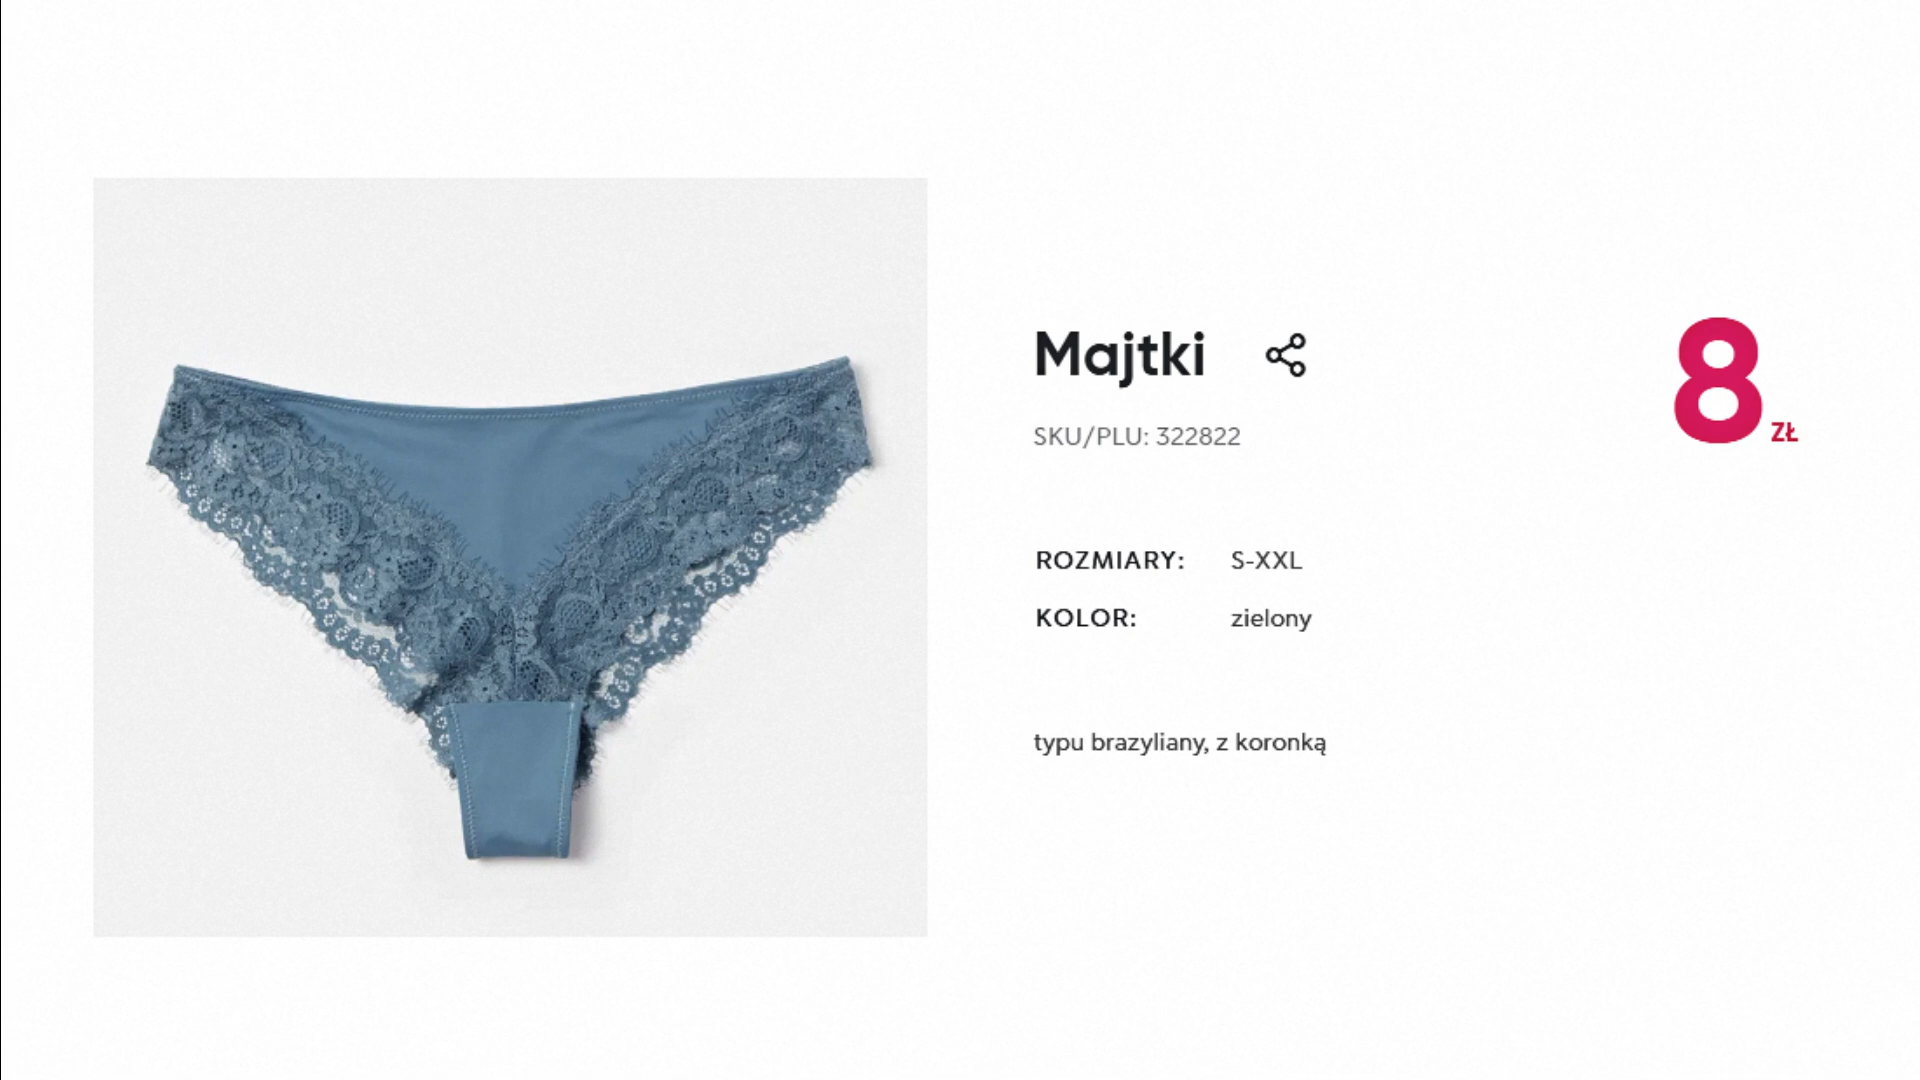 Majtki
8 ZŁ
SKU/PLU: 322822
ROZMIARY: S-XXL
KOLOR: zielony
typu brazyliany, z koronką